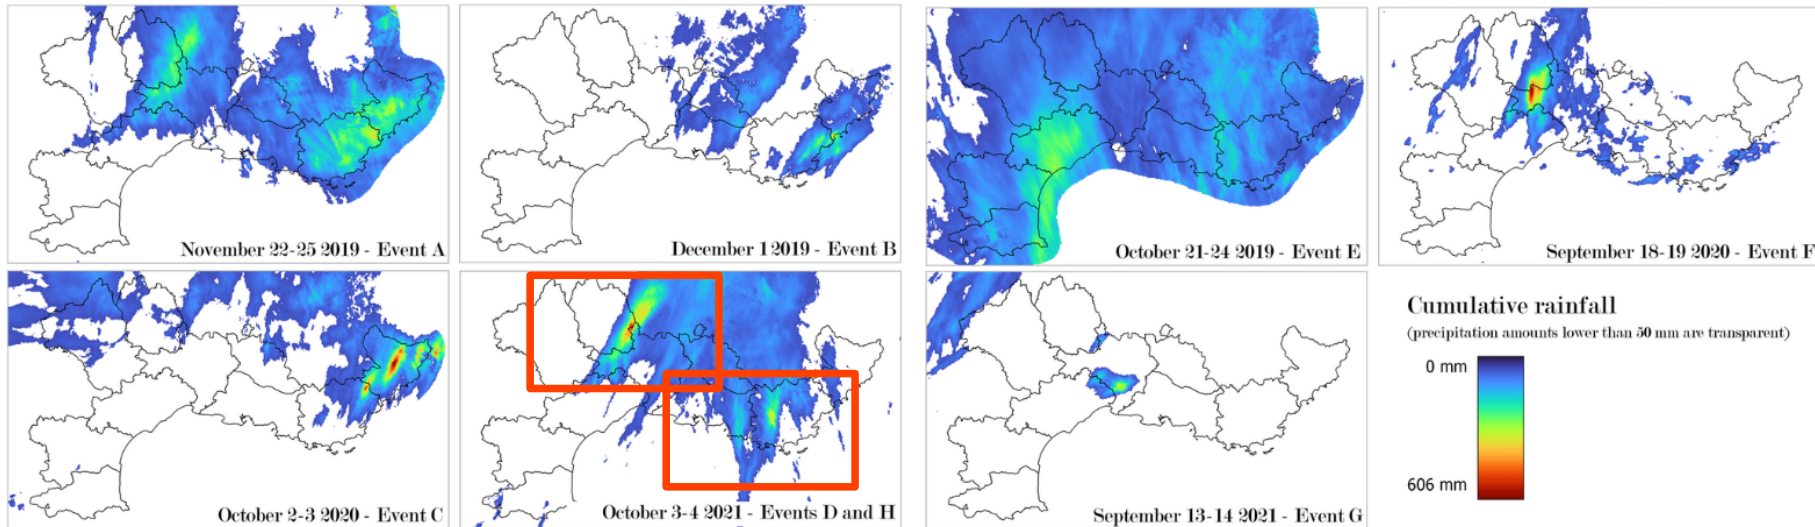 November 22-25 2019 - Event A
December 1 2019 - Event B
October 21-24 2019 - Event E
September 18-19 2020 - Event F
October 2-3 2020 - Event C
October 3-4 2021 - Events D and H
September 13-14 2021 - Event G
Cumulative rainfall
(precipitation amounts lower than 50 mm are transparent)
0 mm
606 mm